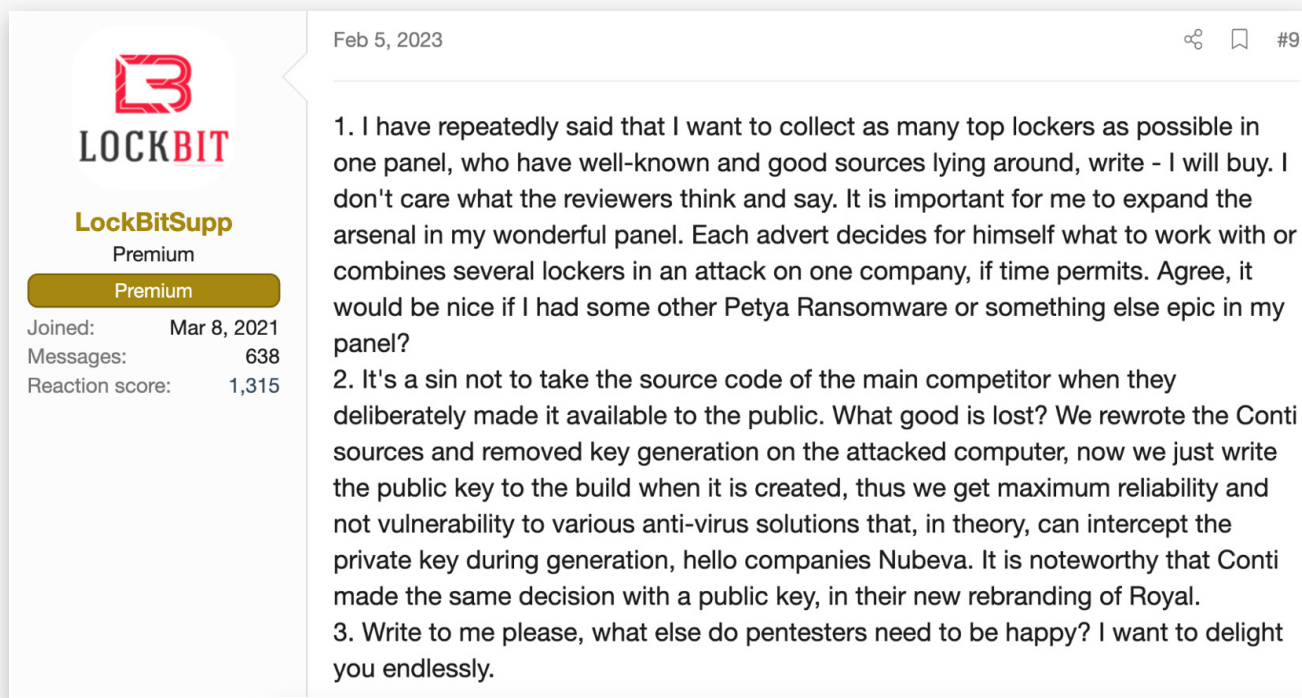 Feb 5, 2023
#9
LOCKBIT
LockBitSupp
Premium
Premium
Joined: Mar 8, 2021
Messages: 638
Reaction score: 1,315
1. I have repeatedly said that I want to collect as many top lockers as possible in
one panel, who have well-known and good sources lying around, write - I will buy. I
don't care what the reviewers think and say. It is important for me to expand the
arsenal in my wonderful panel. Each advert decides for himself what to work with or
combines several lockers in an attack on one company, if time permits. Agree, it
would be nice if I had some other Petya Ransomware or something else epic in my
panel?
2. It's a sin not to take the source code of the main competitor when they
deliberately made it available to the public. What good is lost? We rewrote the Conti
sources and removed key generation on the attacked computer, now we just write
the public key to the build when it is created, thus we get maximum reliability and
not vulnerability to various anti-virus solutions that, in theory, can intercept the
private key during generation, hello companies Nubeva. It is noteworthy that Conti
made the same decision with a public key, in their new rebranding of Royal.
3. Write to me please, what else do pentesters need to be happy? I want to delight
you endlessly.